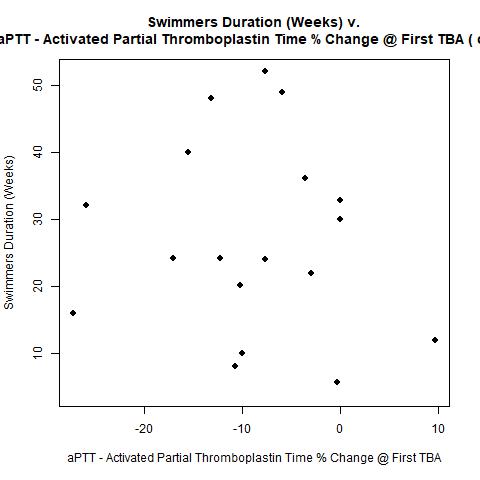 Swimmers Duration (Weeks) v.
aPTT - Activated Partial Thromboplastin Time % Change @ First TBA ( c
Swimmers Duration (Weeks)
50
40
30
20
10
-20
-10
0
10
aPTT - Activated Partial Thromboplastin Time % Change @ First TBA